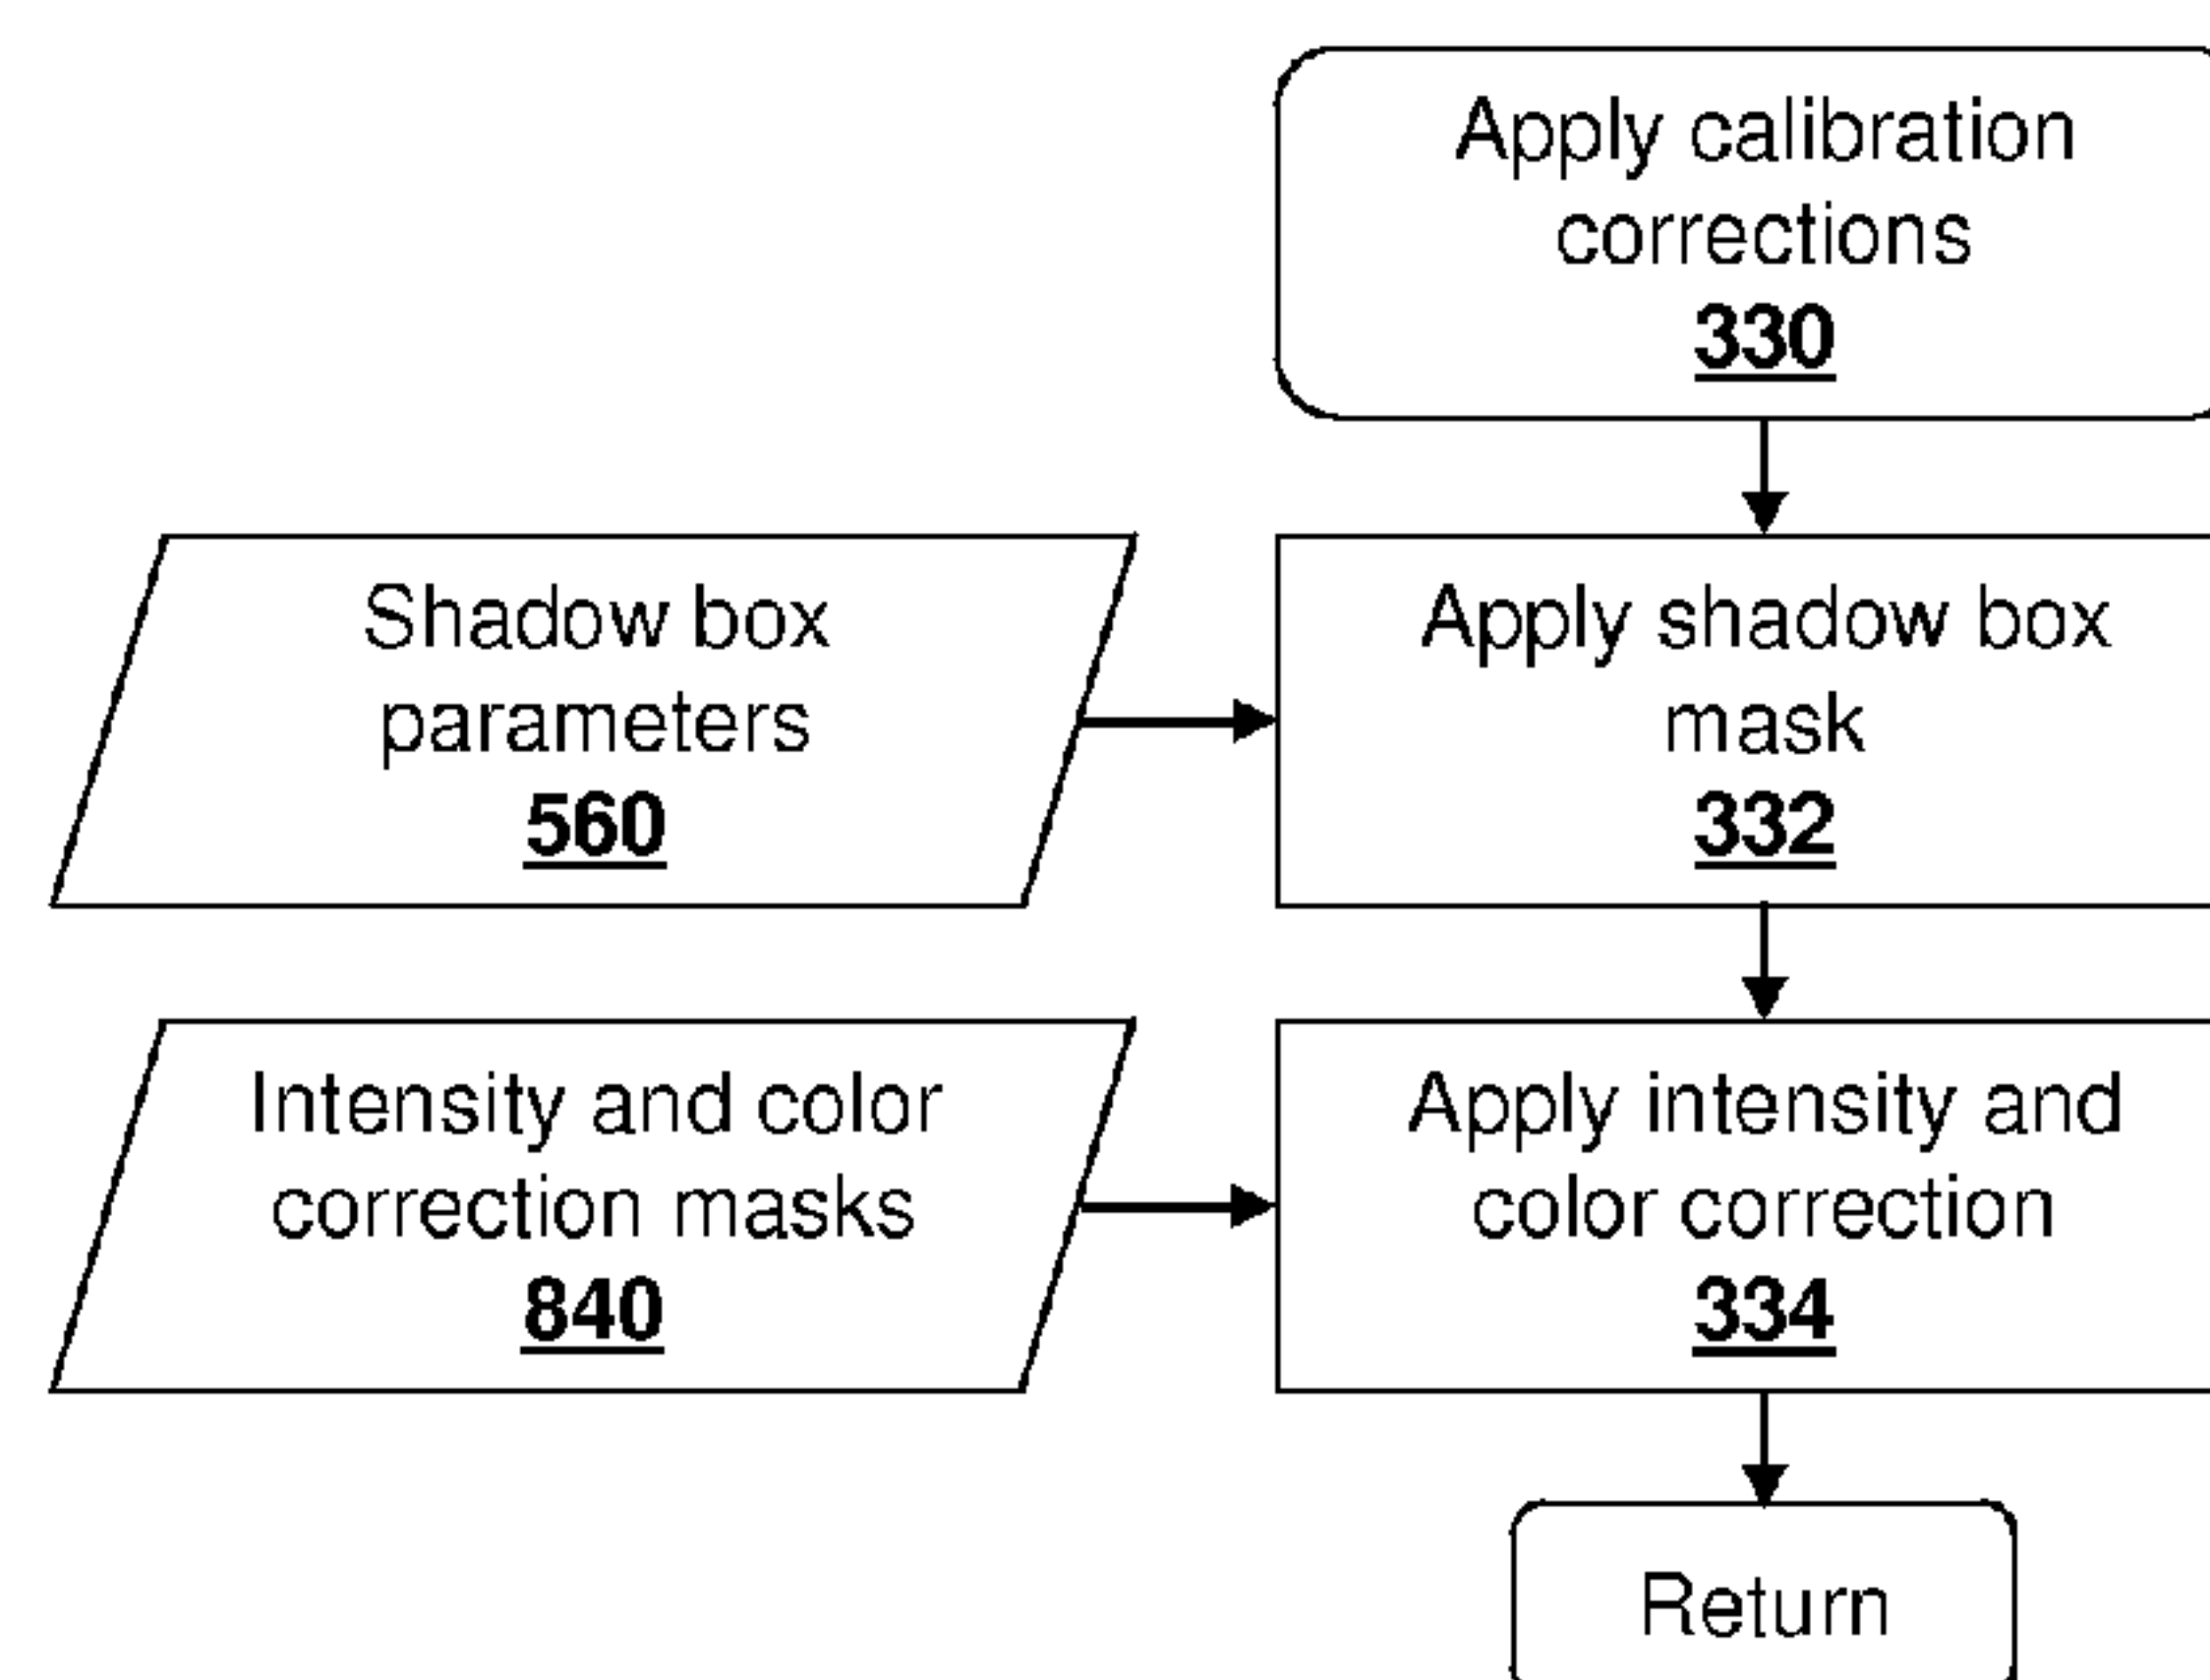 Apply calibration
corrections
330
Shadow box
parameters
560
Apply shadow box
mask
332
Intensity and color
correction masks
840
Apply intensity and
color correction
334
Return